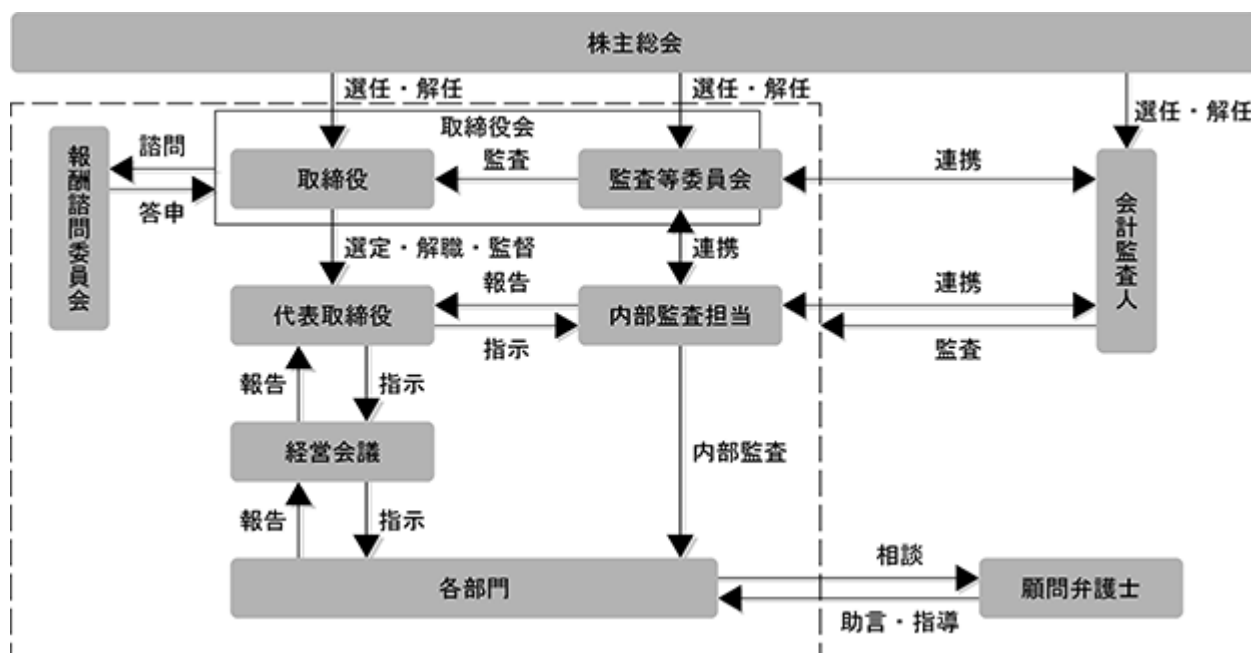 株主総会
選任・解任
選任・解任
選任・解任
取締役会
報酬諮問委員会
諮問
答申
取締役
監査
監査等委員会
連携
会計監査人
選定・解職・監督
連携
代表取締役
報告
指示
内部監査担当
連携
監査
報告
指示
経営会議
内部監査
報告
指示
各部門
相談
助言・指導
顧問弁護士